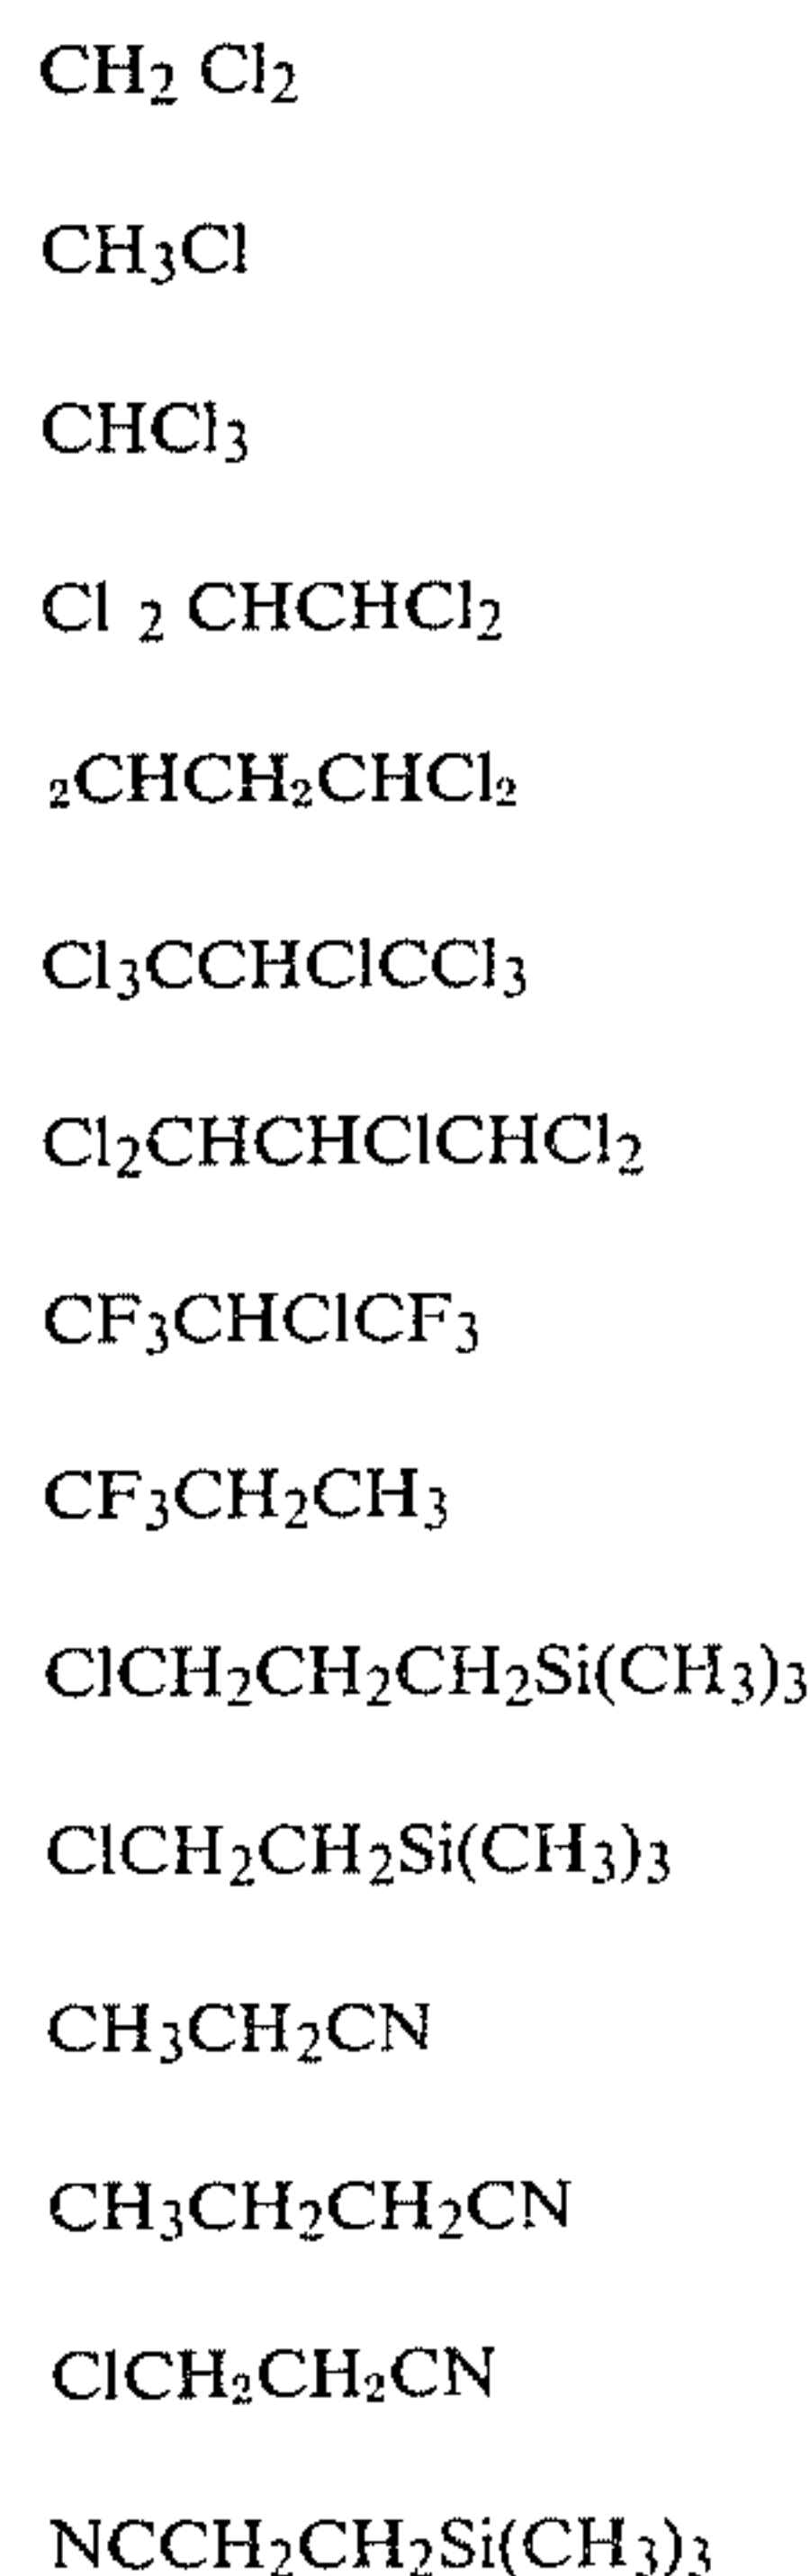 CH₂ Cl₂
CH₃Cl
CHCl₃
Cl ₂ CHCHCl₂
₂CHCH₂CHCl₂
Cl₃CCHClCCl₃
Cl₂CHCHClCHCl₂
CF₃CHClCF₃
CF₃CH₂CH₃
ClCH₂CH₂CH₂Si(CH₃)₃
ClCH₂CH₂Si(CH₃)₃
CH₃CH₂CN
CH₃CH₂CH₂CN
ClCH₂CH₂CN
NCCH₂CH₂Si(CH₃)₃